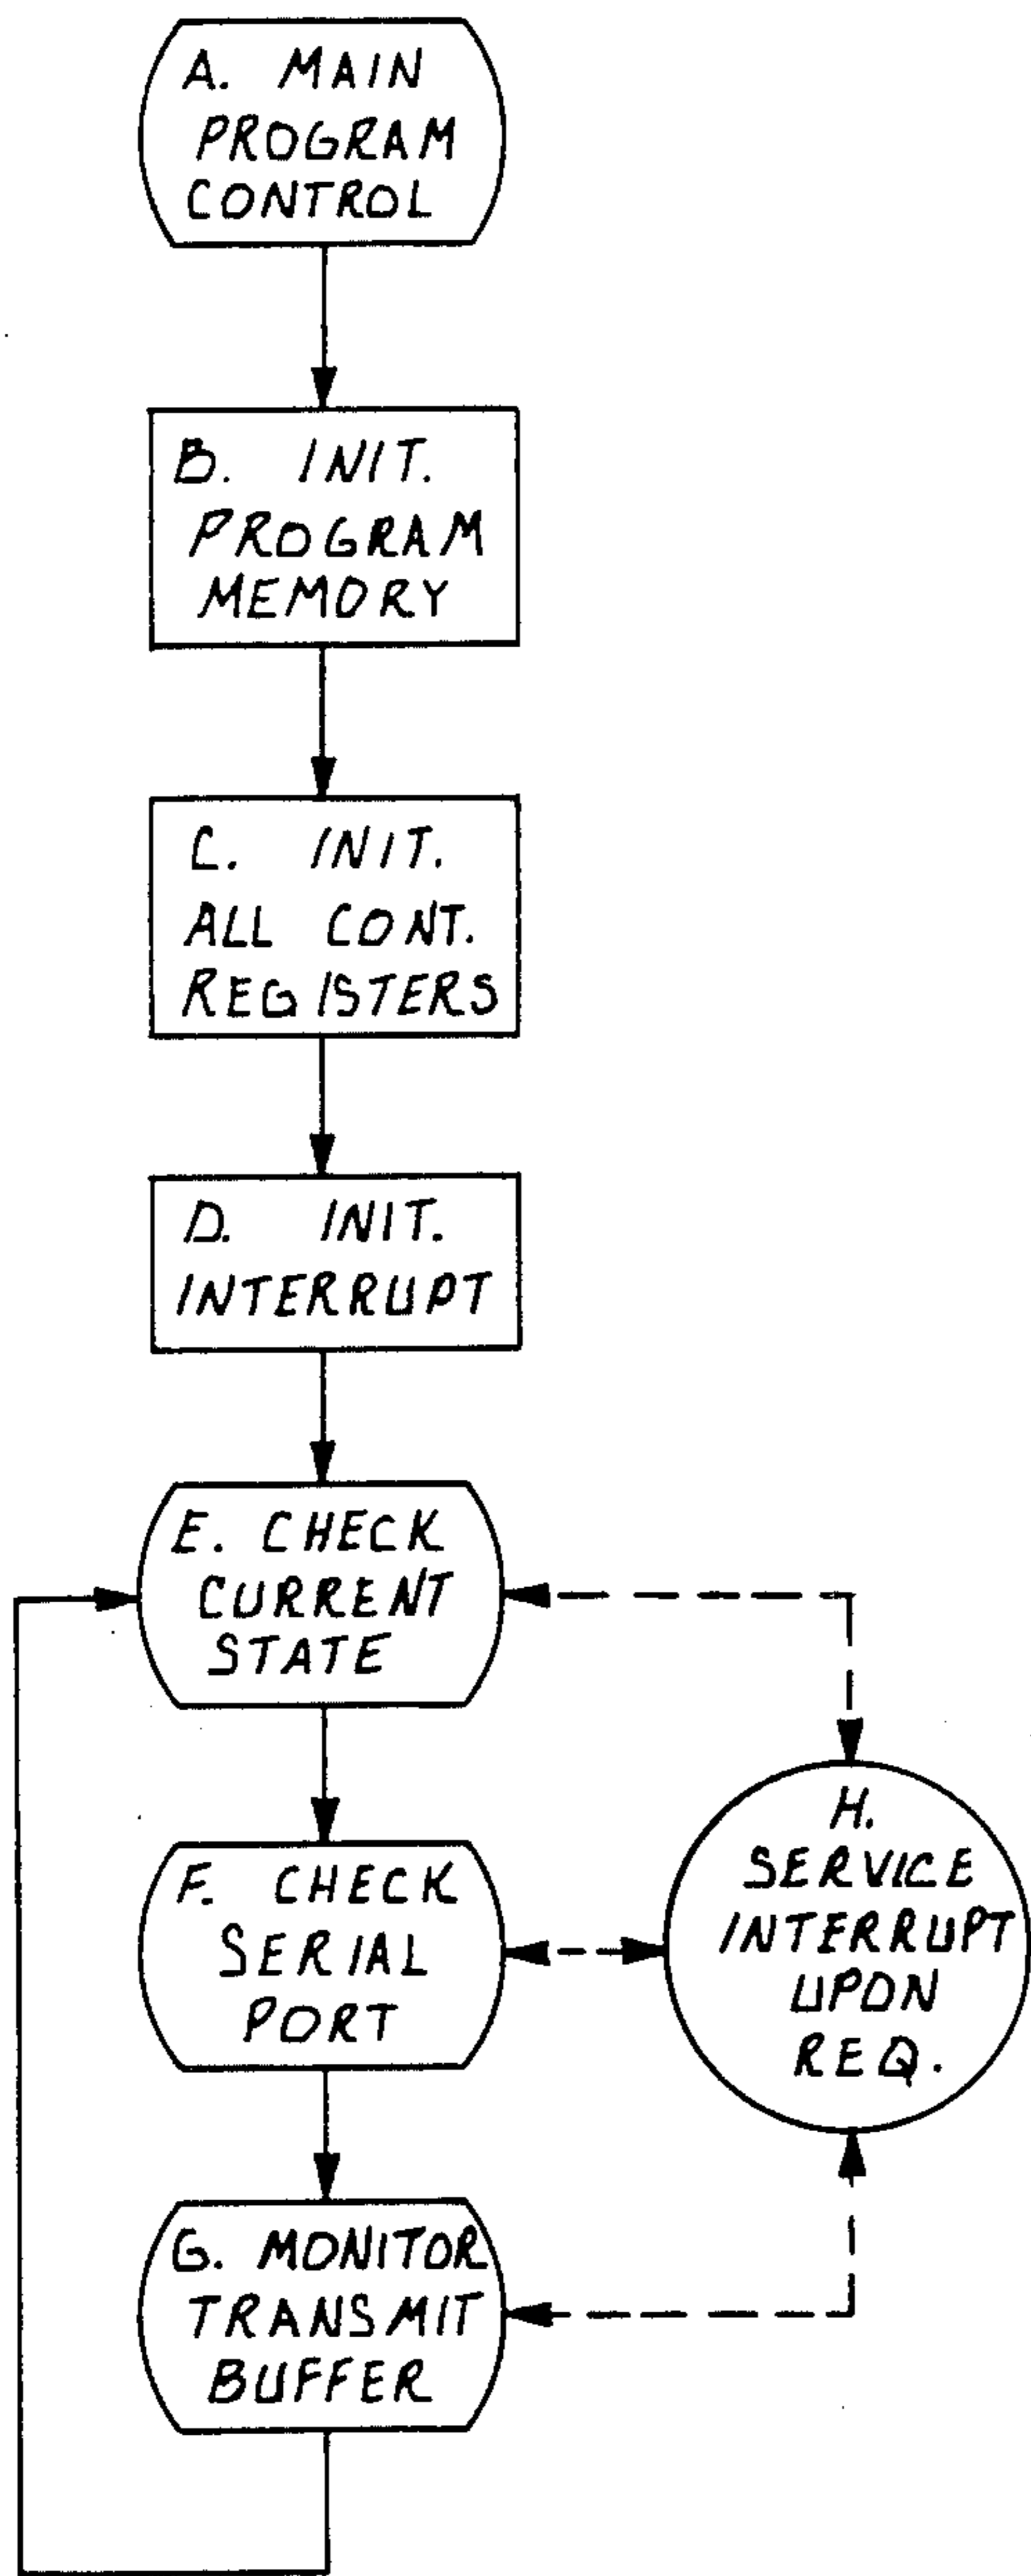 A. MAIN
PROGRAM
CONTROL
B. INIT.
PROGRAM
MEMORY
C. INIT.
ALL CONT.
REGISTERS
D. INIT.
INTERRUPT
E. CHECK
CURRENT
STATE
F. CHECK
SERIAL
PORT
H.
SERVICE
INTERRUPT
UPON
REQ.
G. MONITOR
TRANSMIT
BUFFER